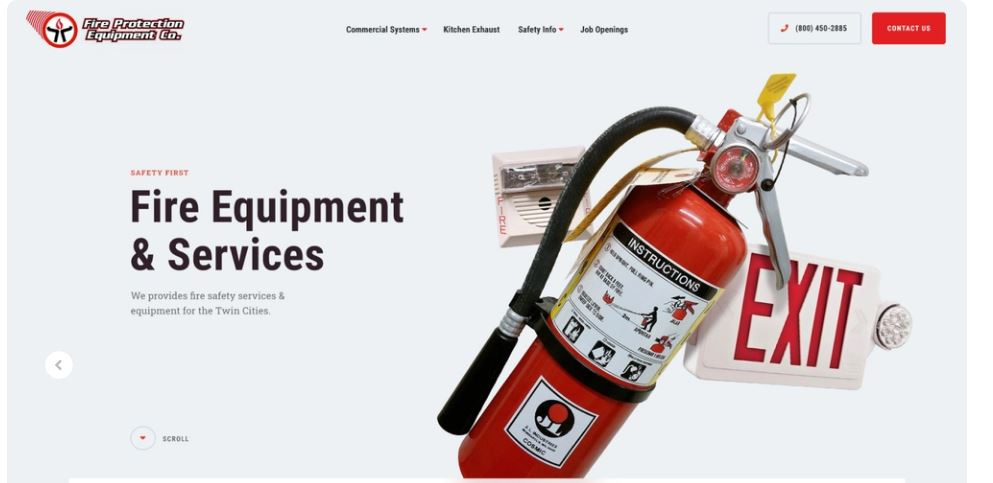 Fire Protection
Equipment Co.
Commercial Systems
Kitchen Exhaust
Safety Info
Job Openings
(800) 450-2885
CONTACT US
SAFETY FIRST
Fire Equipment
& Services
We provides fire safety services &
equipment for the Twin Cities.
SCROLL
FIRE
INSTRUCTIONS
EXIT
J.L. INDUSTRIES
COSMIC